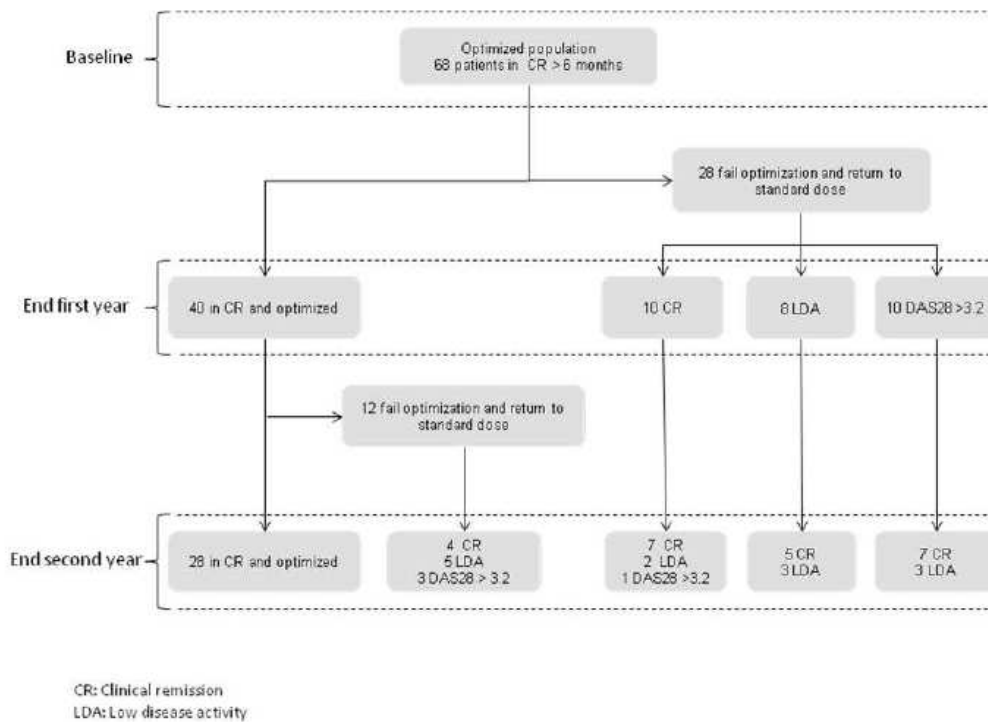 Baseline
Optimized population
68 patients in CR > 6 months
28 fail optimization and return to
standard dose
End first year
40 in CR and optimized
10 CR
8 LDA
10 DAS28 >3.2
12 fail optimization and return to
standard dose
End second year
28 in CR and optimized
4 CR
5 LDA
3 DAS28 > 3.2
7 CR
2 LDA
1 DAS28 >3.2
5 CR
3 LDA
7 CR
3 LDA
CR: Clinical remission
LDA: Low disease activity